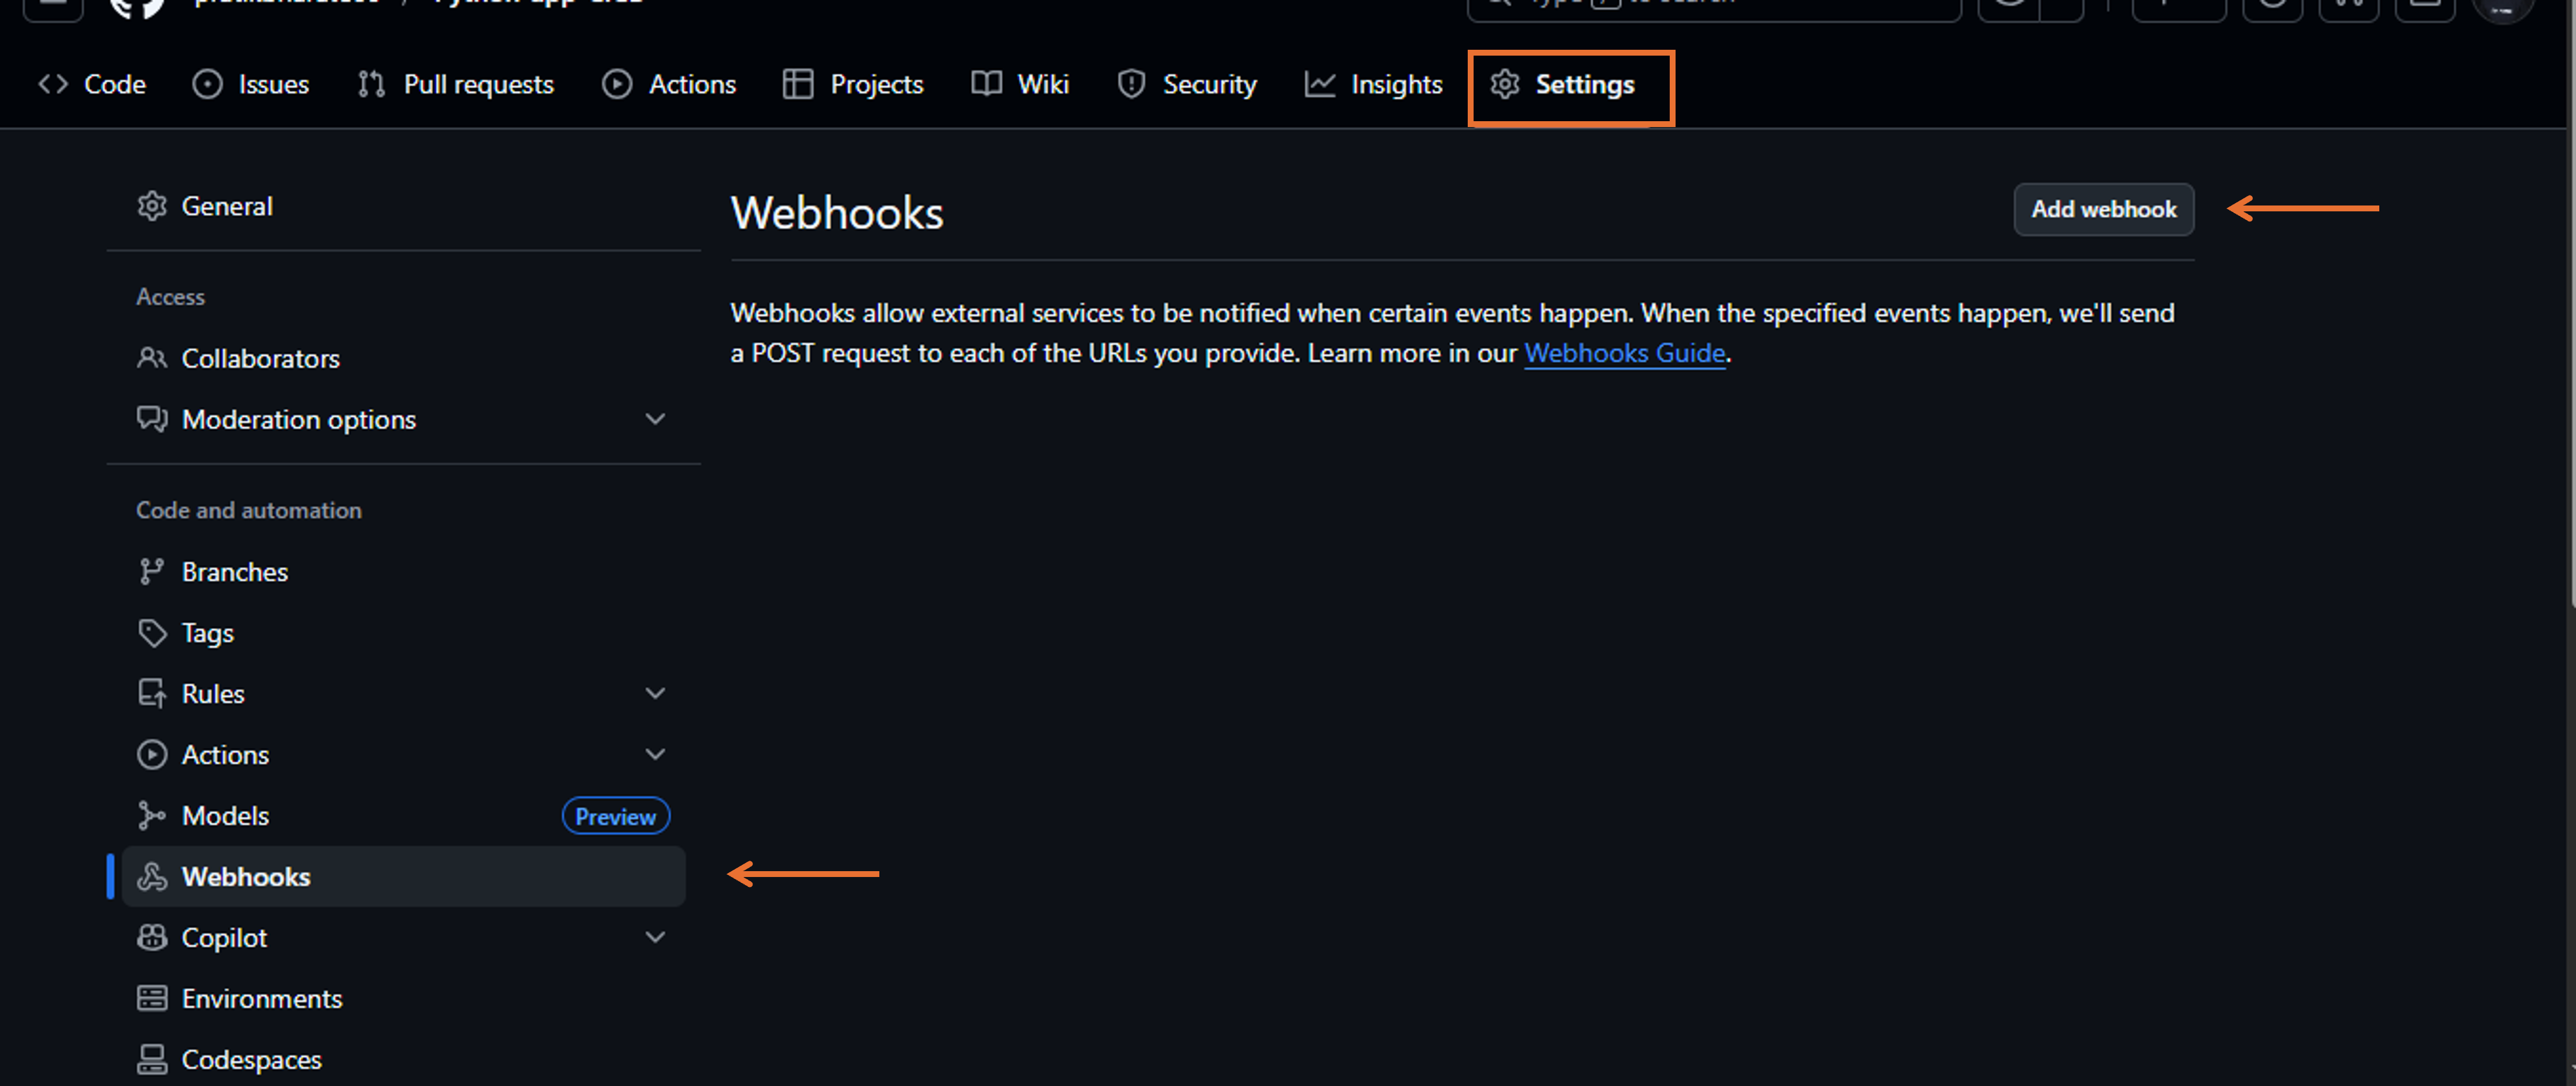 Code Issues Pull requests Actions Projects Wiki Security Insights Settings
General
Access
Collaborators
Moderation options
Code and automation
Branches
Tags
Rules
Actions
Models Preview
Webhooks
Copilot
Environments
Codespaces
Webhooks Add webhook
Webhooks allow external services to be notified when certain events happen. When the specified events happen, we'll send
a POST request to each of the URLs you provide. Learn more in our Webhooks Guide.